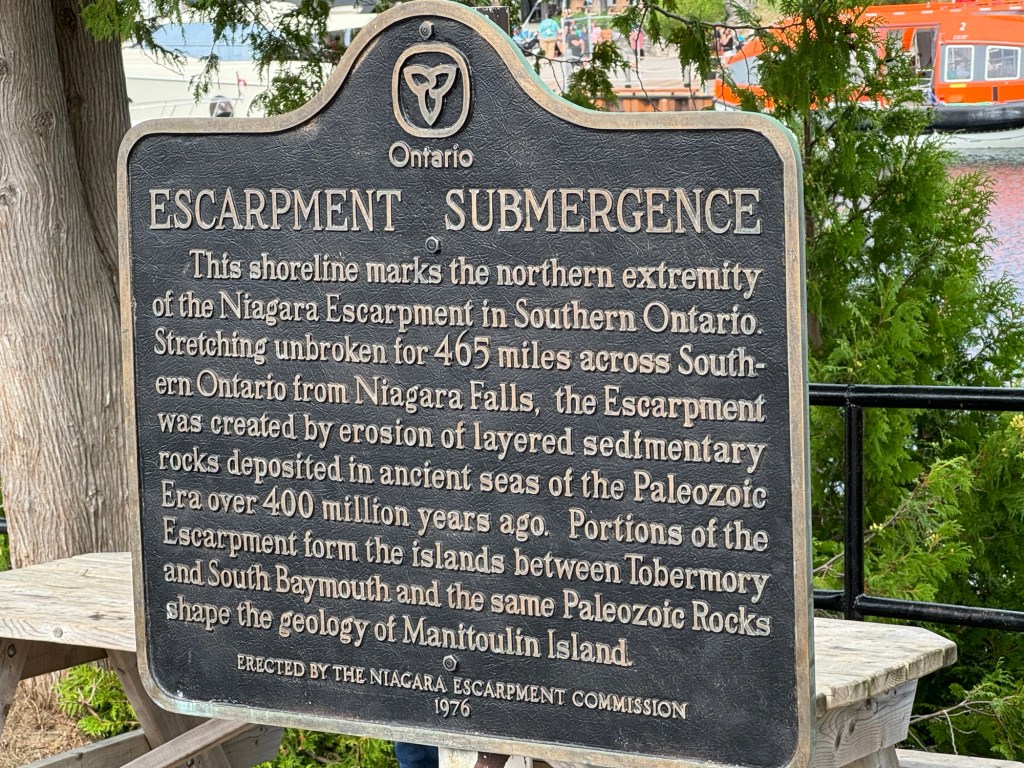 Ontario
ESCARPMENT SUBMERGENCE
This shoreline marks the northern extremity
of the Niagara Escarpment in Southern Ontario.
Stretching unbroken for 465 miles across South-
ern Ontario from Niagara Falls, the Escarpment
was created by erosion of layered sedimentary
rocks deposited in ancient seas of the Paleozoic
Era over 400 million years ago. Portions of the
Escarpment form the islands between Tobermory
and South Baymouth and the same Paleozoic Rocks
shape the geology of Manitoulin Island.
ERECTED BY THE NIAGARA ESCARPMENT COMMISSION
1976
2